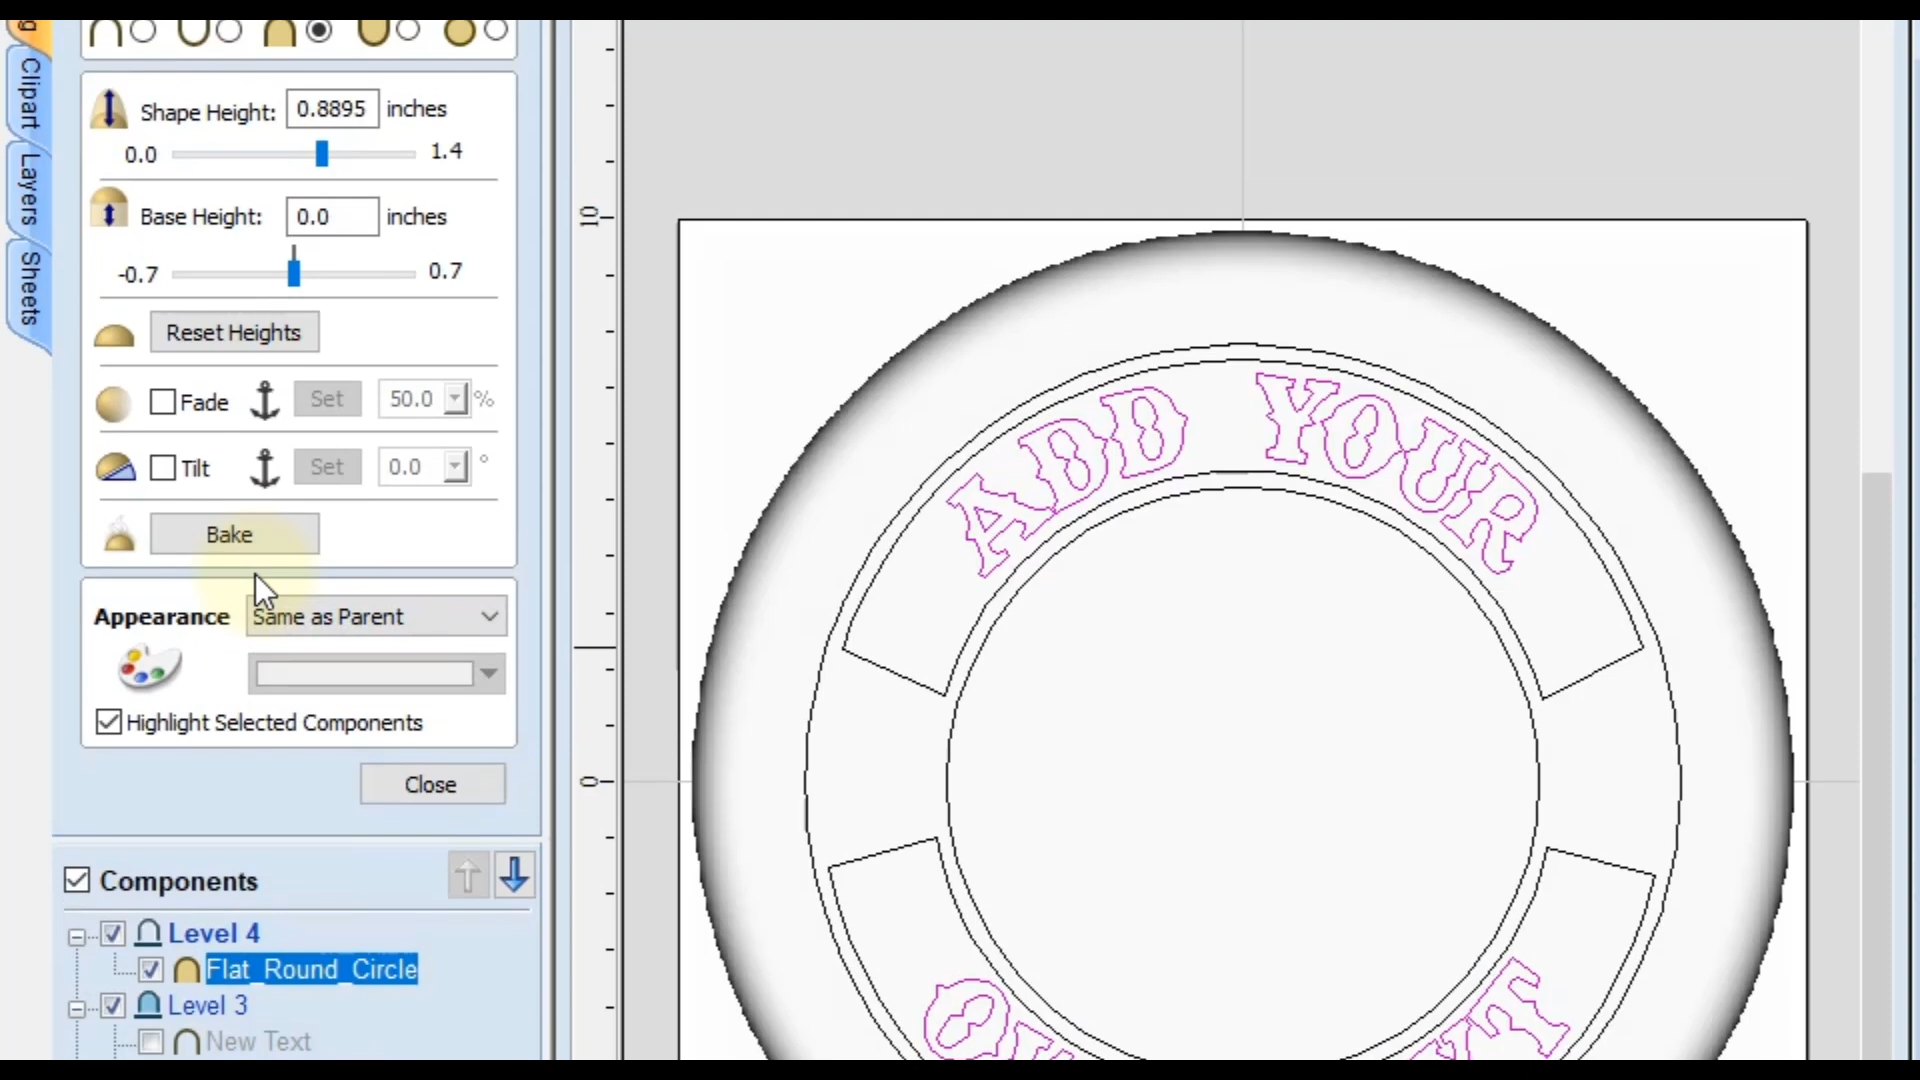 g
Clipart
Layers
Sheets
Shape Height: 0.8895 inches
0.0 1.4
Base Height: 0.0 inches
-0.7 0.7
Reset Heights
Fade Set 50.0 %
Tilt Set 0.0 °
Bake
Appearance Same as Parent
Highlight Selected Components
Close
Components
Level 4
Flat_Round_Circle
Level 3
New Text
10
0
ADD YOUR